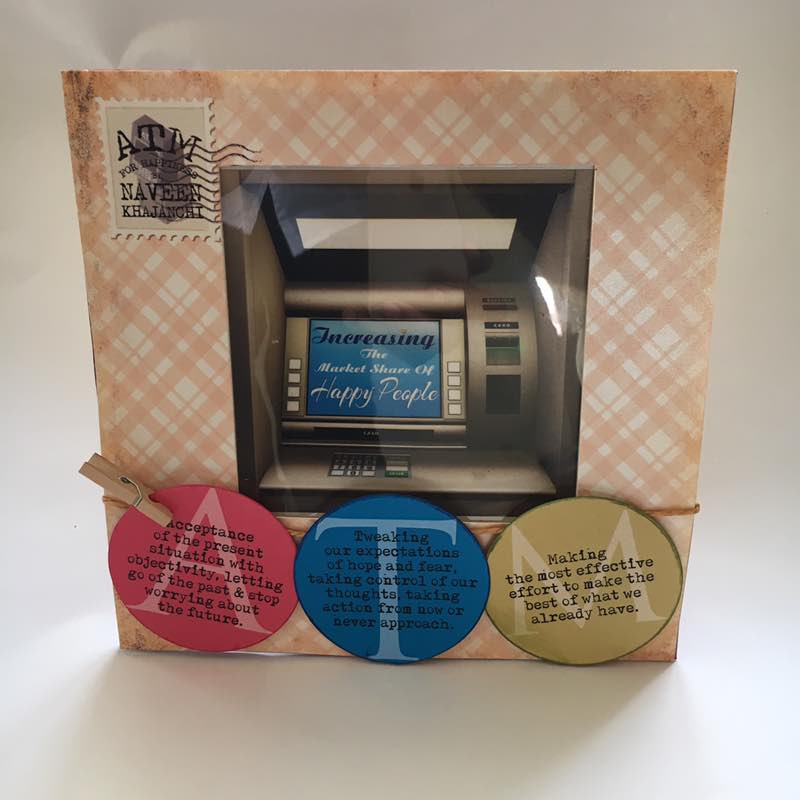 ATM
FOR HAPPINESS
BY
NAVEEN
KHAJANCHI
Increasing
The
Market Share Of
Happy People
A
Acceptance
of the present
situation with
objectivity, letting
go of the past & stop
worrying about
the future.
T
Tweaking
our expectations
of hope and fear,
taking control of our
thoughts, taking
action from now or
never approach.
M
Making
the most effective
effort to make the
best of what we
already have.